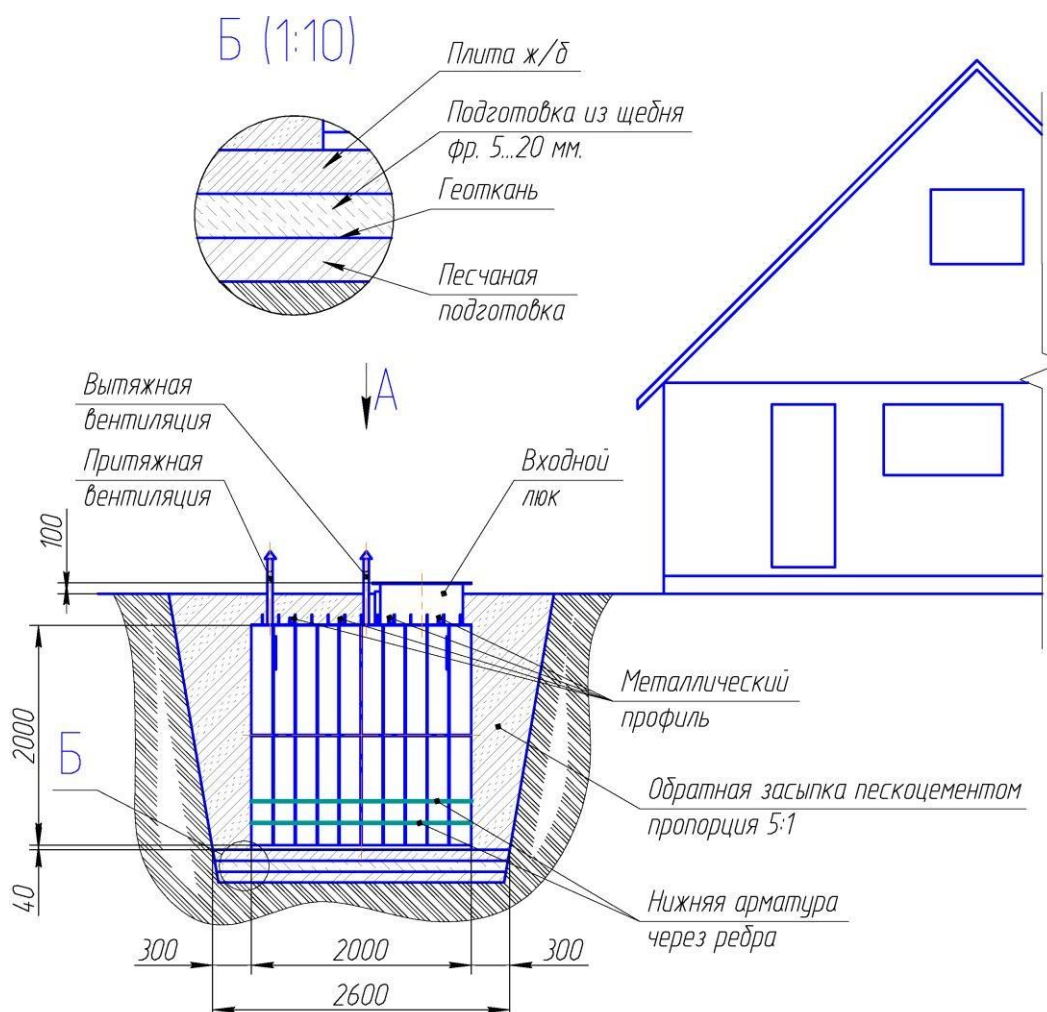 Б (1:10)
Плита ж/б
Подготовка из щебня
фр. 5...20 мм.
Геоткань
Песчаная
подготовка
Вытяжная
вентиляция
А
Притяжная
вентиляция
Входной
люк
100
2000
Б
40
Металлический
профиль
Обратная засыпка пескоцементом
пропорция 5:1
Нижняя арматура
через ребра
300
2000
300
2600